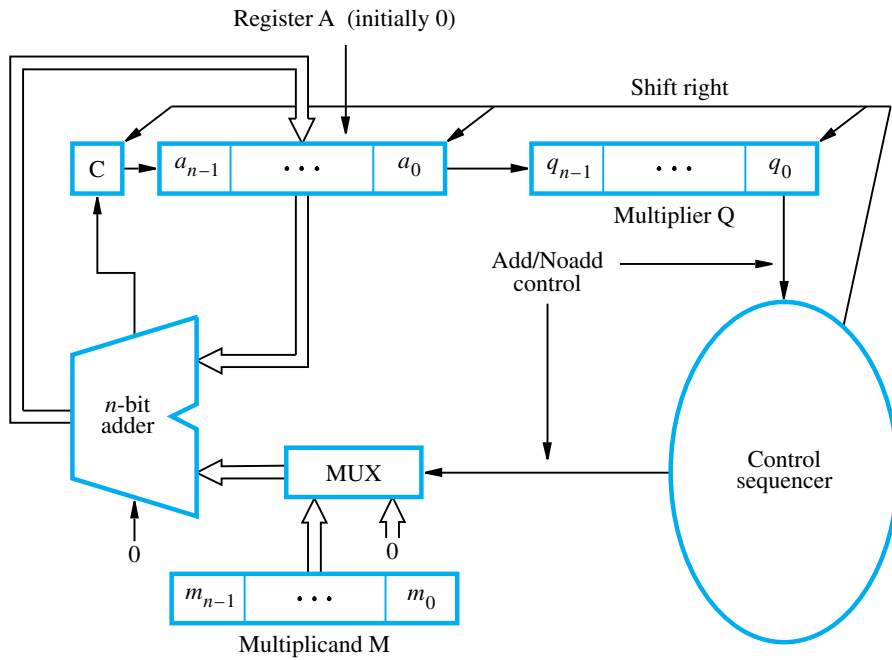 Register A (initially 0)
Shift right
C
a_{n−1} • • • a_0
q_{n−1} • • • q_0
Multiplier Q
Add/Noadd
control
n-bit
adder
MUX
Control
sequencer
0
0
m_{n−1} • • • m_0
Multiplicand M